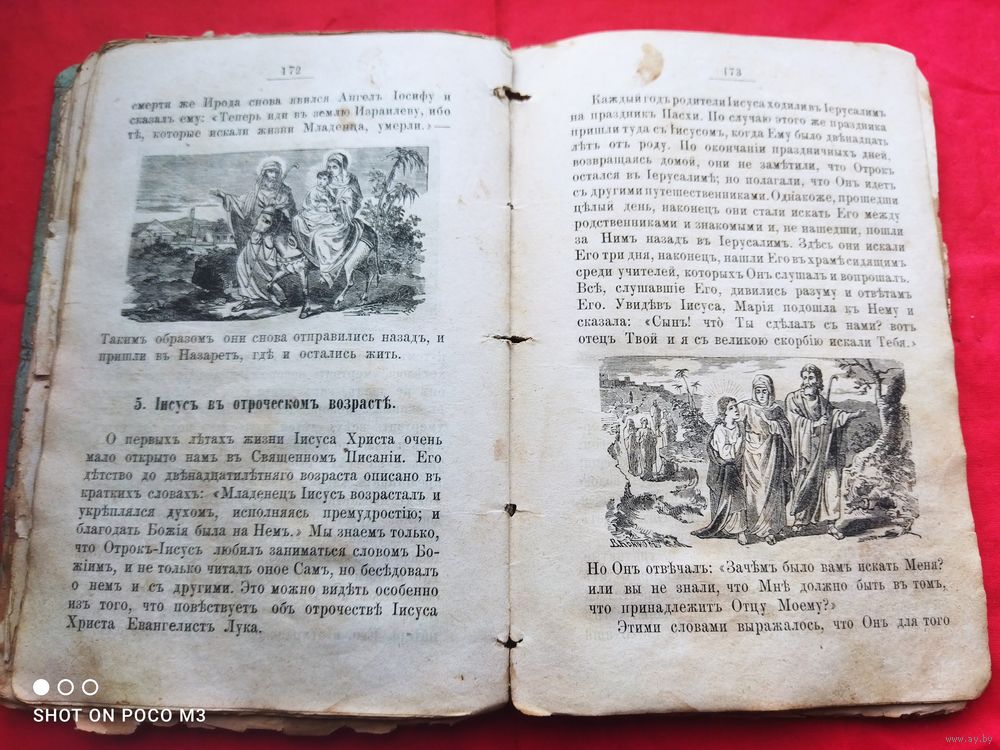 172
смерти же Ирода снова явился Ангелъ Іосифу и
сказалъ ему: «Теперь иди въ землю Израилеву, ибо
тѣ, которые искали жизни Младенца, умерли.»—
Такимъ образомъ они снова отправились назадъ, и
пришли въ Назаретъ, гдѣ и остались жить.
5. Іисусъ въ отроческомъ возрастѣ.
О первыхъ лѣтахъ жизни Іисуса Христа очень
мало открыто намъ въ Священномъ Писаніи. Его
дѣтство до двѣнадцатилѣтняго возраста описано въ
краткихъ словахъ: «Младенецъ Іисусъ возрасталъ и
укрѣплялся духомъ, исполняясь премудростію; и
благодать Божія была на Немъ.» Мы знаемъ только,
что Отрокъ-Іисусъ любилъ заниматься словомъ Бо-
жіимъ, и не только читалъ оное Самъ, но бесѣдовалъ
о немъ и съ другими. Это можно видѣть особенно
изъ того, что повѣствуетъ объ отрочествѣ Іисуса
Христа Евангелистъ Лука.
173
Каждый годъ родители Іисуса ходили въ Іерусалимъ
на праздникъ Пасхи. По случаю этого же праздника
пришли туда съ Іисусомъ, когда Ему было двѣнадцать
лѣтъ отъ роду. По окончаніи праздничныхъ дней,
возвращаясь домой, они не замѣтили, что Отрокъ
остался въ Іерусалимѣ; но полагали, что Онъ идетъ
съ другими путешественниками. Однакоже, прошедши
цѣлый день, наконецъ они стали искать Его между
родственниками и знакомыми и, не нашедши, пошли
за Нимъ назадъ въ Іерусалимъ. Здѣсь они искали
Его три дня, наконецъ, нашли Его въ храмѣ сидящимъ
среди учителей, которыхъ Онъ слушалъ и вопрошалъ.
Всѣ, слушавшіе Его, дивились разуму и отвѣтамъ
Его. Увидѣвъ Іисуса, Марія подошла къ Нему и
сказала: «Сынъ! что̀ Ты сдѣлалъ съ нами? вотъ
отецъ Твой и я съ великою скорбію искали Тебя.»
Но Онъ отвѣчалъ: «Зачѣмъ было вамъ искать Меня?
или вы не знали, что Мнѣ должно быть въ томъ,
что принадлежитъ Отцу Моему?»
Этими словами выражалось, что Онъ для того
SHOT ON POCO M3
www.ay.by